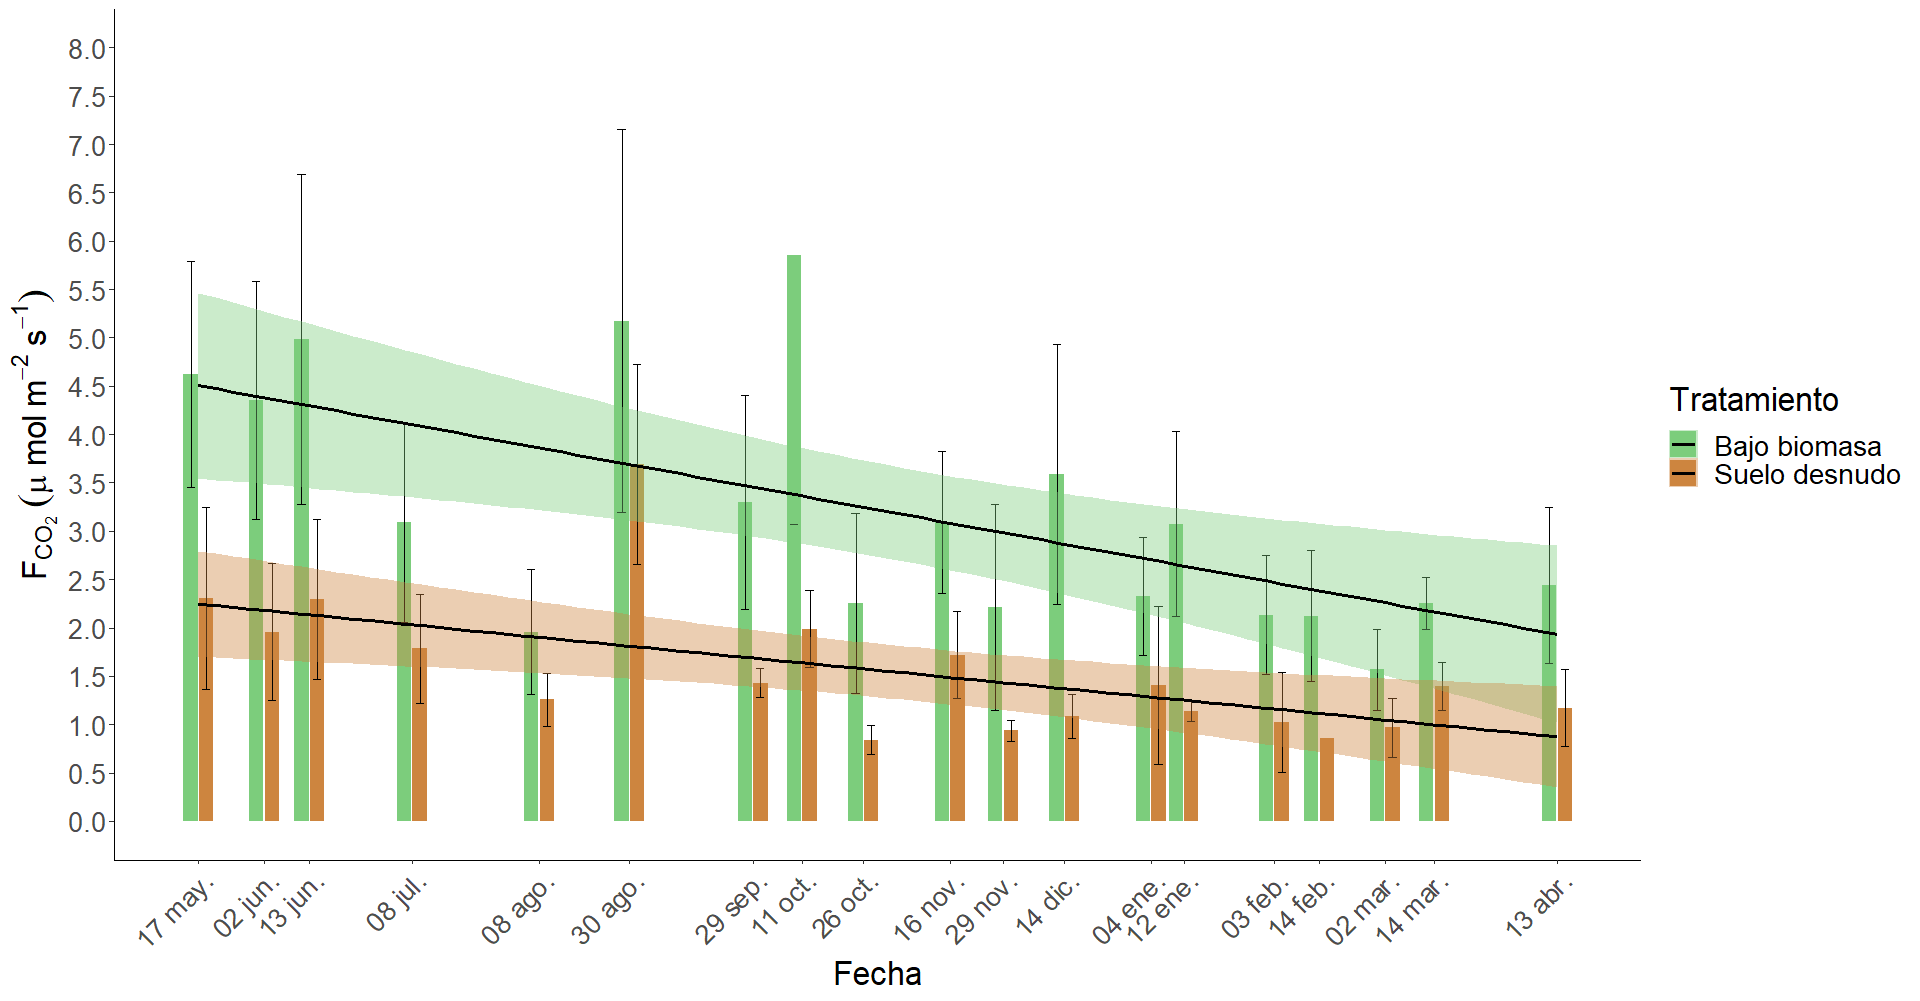 8.0
7.5
7.0
6.5
6.0
5.5
5.0
4.5
4.0
3.5
3.0
2.5
2.0
1.5
1.0
0.5
0.0
F_CO₂ (μ mol m⁻² s⁻¹)
17 may.
02 jun.
13 jun.
08 jul.
08 ago.
30 ago.
29 sep.
11 oct.
26 oct.
16 nov.
29 nov.
14 dic.
04 ene.
12 ene.
03 feb.
14 feb.
02 mar.
14 mar.
13 abr.
Fecha
Tratamiento
Bajo biomasa
Suelo desnudo